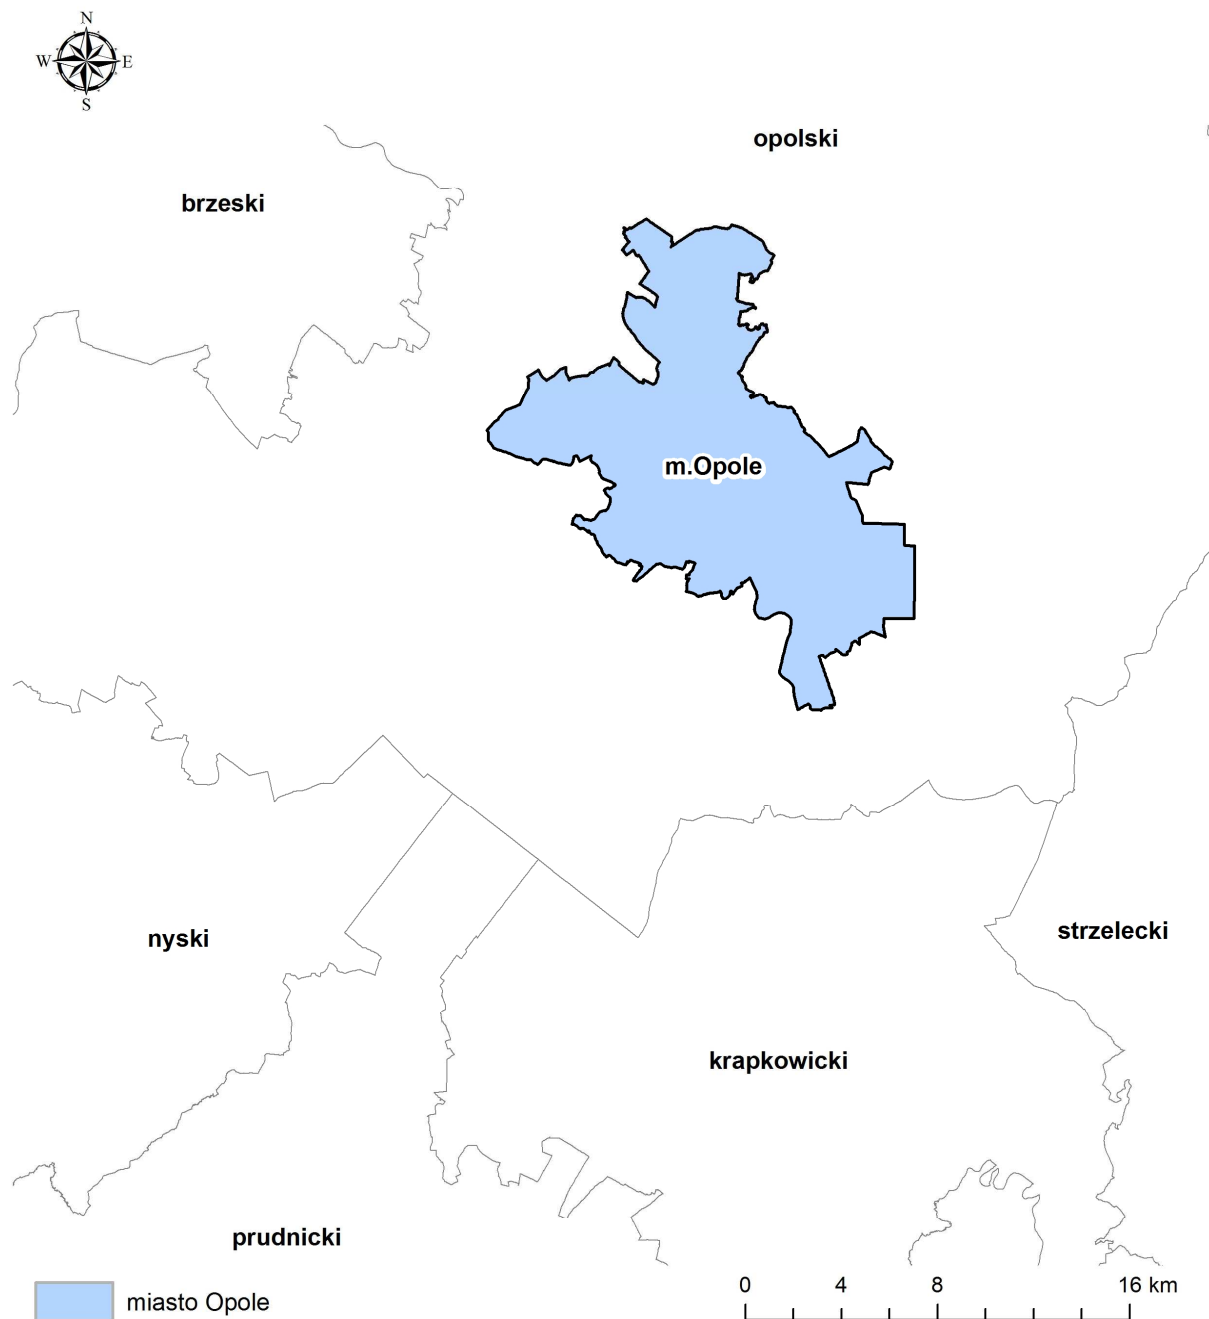 N
W E
S
opolski
brzeski
m.Opole
nyski
strzelecki
krapkowicki
prudnicki
miasto Opole
0 4 8 16 km